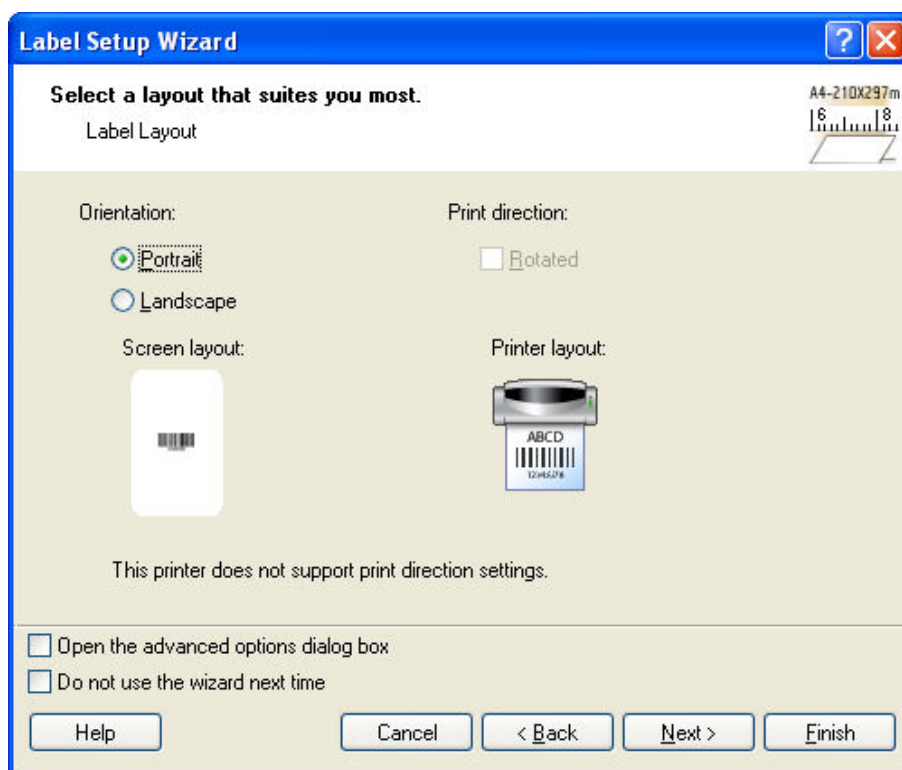 Label Setup Wizard
Select a layout that suites you most.
Label Layout
A4-210X297m
6 8
Orientation:
Print direction:
Portrait
Rotated
Landscape
Screen layout:
Printer layout:
ABCD
12345678
This printer does not support print direction settings.
Open the advanced options dialog box
Do not use the wizard next time
Help
Cancel
< Back
Next >
Finish